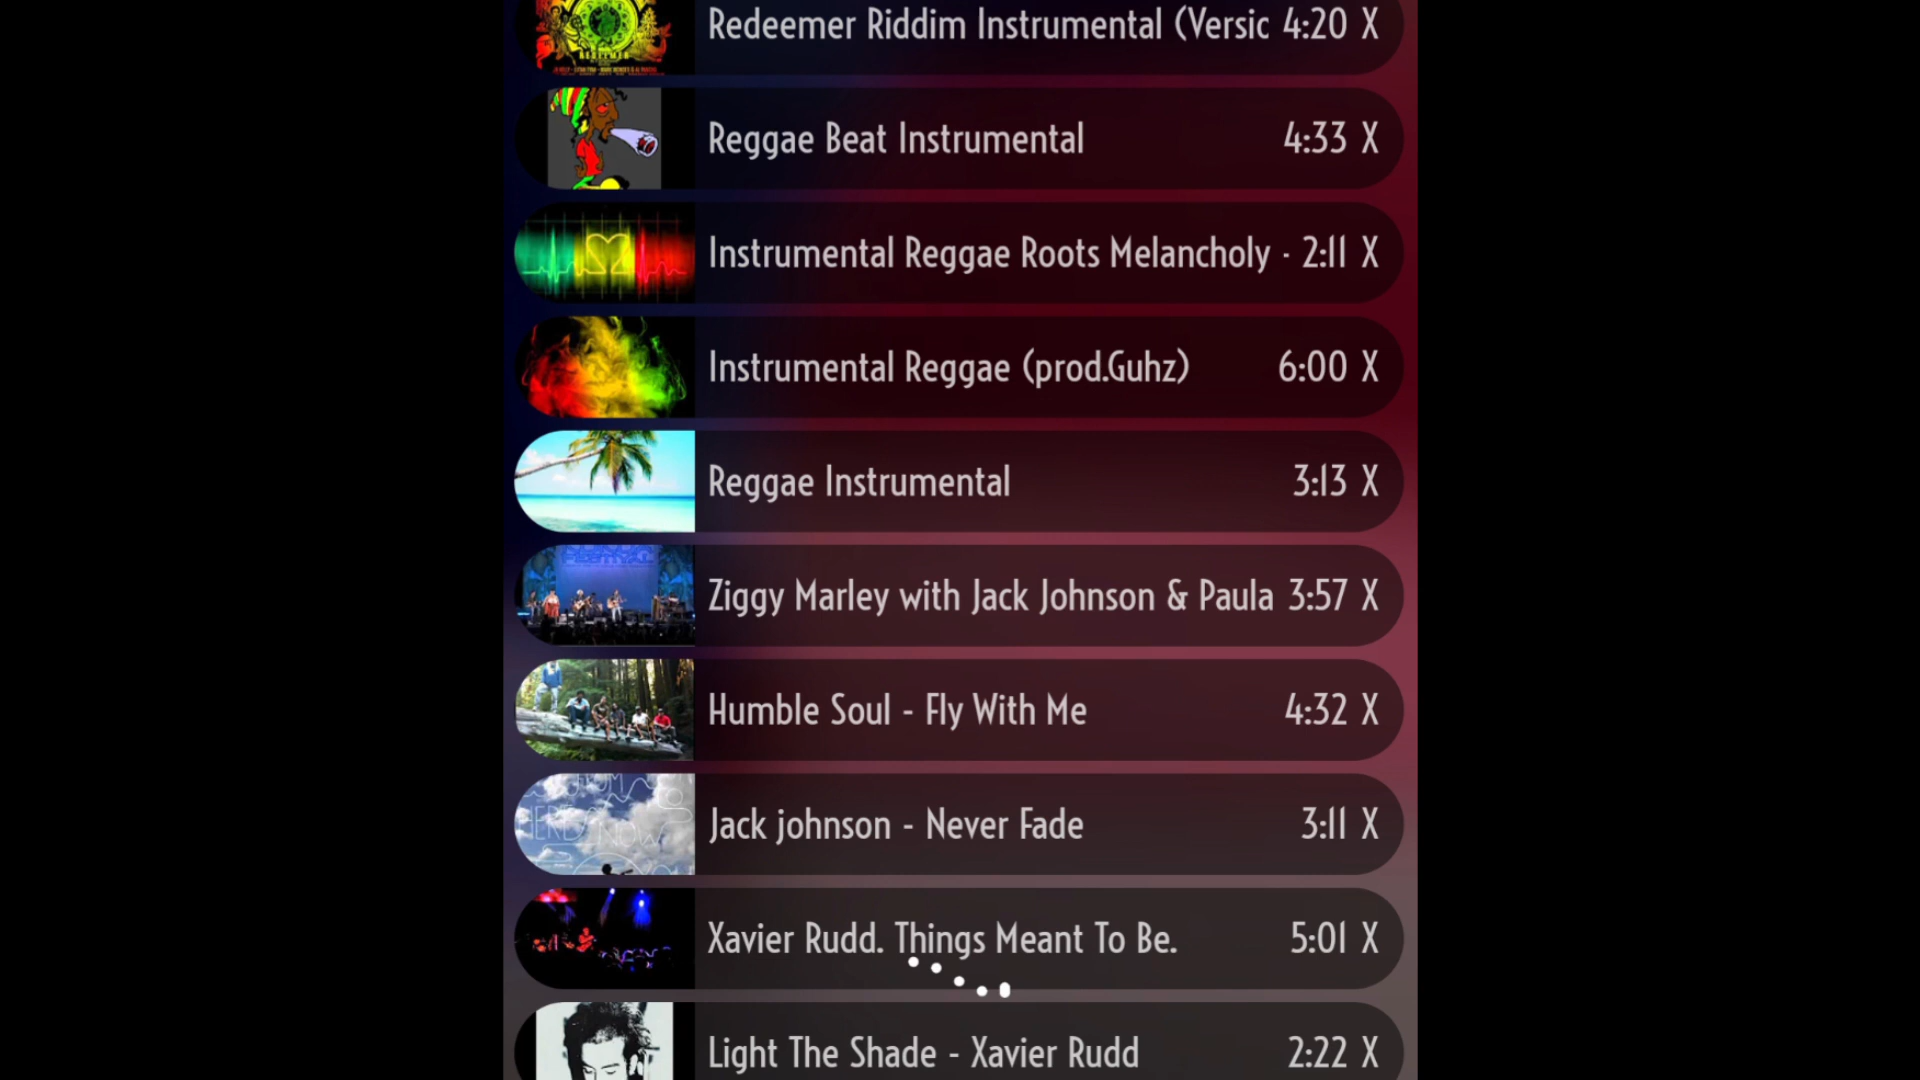 REDEEMER
Redeemer Riddim Instrumental (Versic 4:20 X
Reggae Beat Instrumental 4:33 X
Instrumental Reggae Roots Melancholy - 2:11 X
Instrumental Reggae (prod.Guhz) 6:00 X
Reggae Instrumental 3:13 X
Ziggy Marley with Jack Johnson & Paula 3:57 X
Humble Soul - Fly With Me 4:32 X
HERE NOW
Jack johnson - Never Fade 3:11 X
Xavier Rudd. Things Meant To Be. 5:01 X
Light The Shade - Xavier Rudd 2:22 X